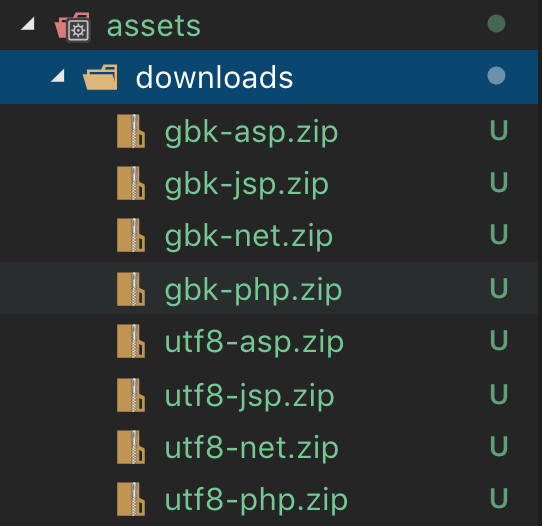 assets
downloads
gbk-asp.zip U
gbk-jsp.zip U
gbk-net.zip U
gbk-php.zip U
utf8-asp.zip U
utf8-jsp.zip U
utf8-net.zip U
utf8-php.zip U